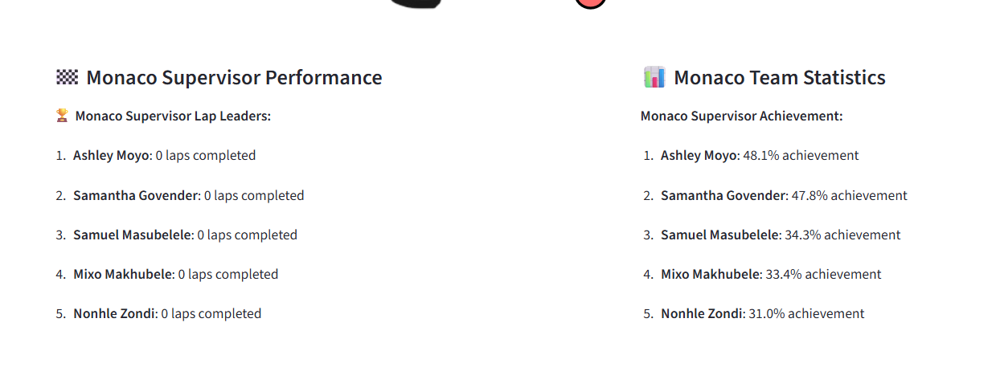 Monaco Supervisor Performance
Monaco Supervisor Lap Leaders:
1. Ashley Moyo: 0 laps completed
2. Samantha Govender: 0 laps completed
3. Samuel Masubelele: 0 laps completed
4. Mixo Makhubele: 0 laps completed
5. Nonhle Zondi: 0 laps completed
Monaco Team Statistics
Monaco Supervisor Achievement:
1. Ashley Moyo: 48.1% achievement
2. Samantha Govender: 47.8% achievement
3. Samuel Masubelele: 34.3% achievement
4. Mixo Makhubele: 33.4% achievement
5. Nonhle Zondi: 31.0% achievement